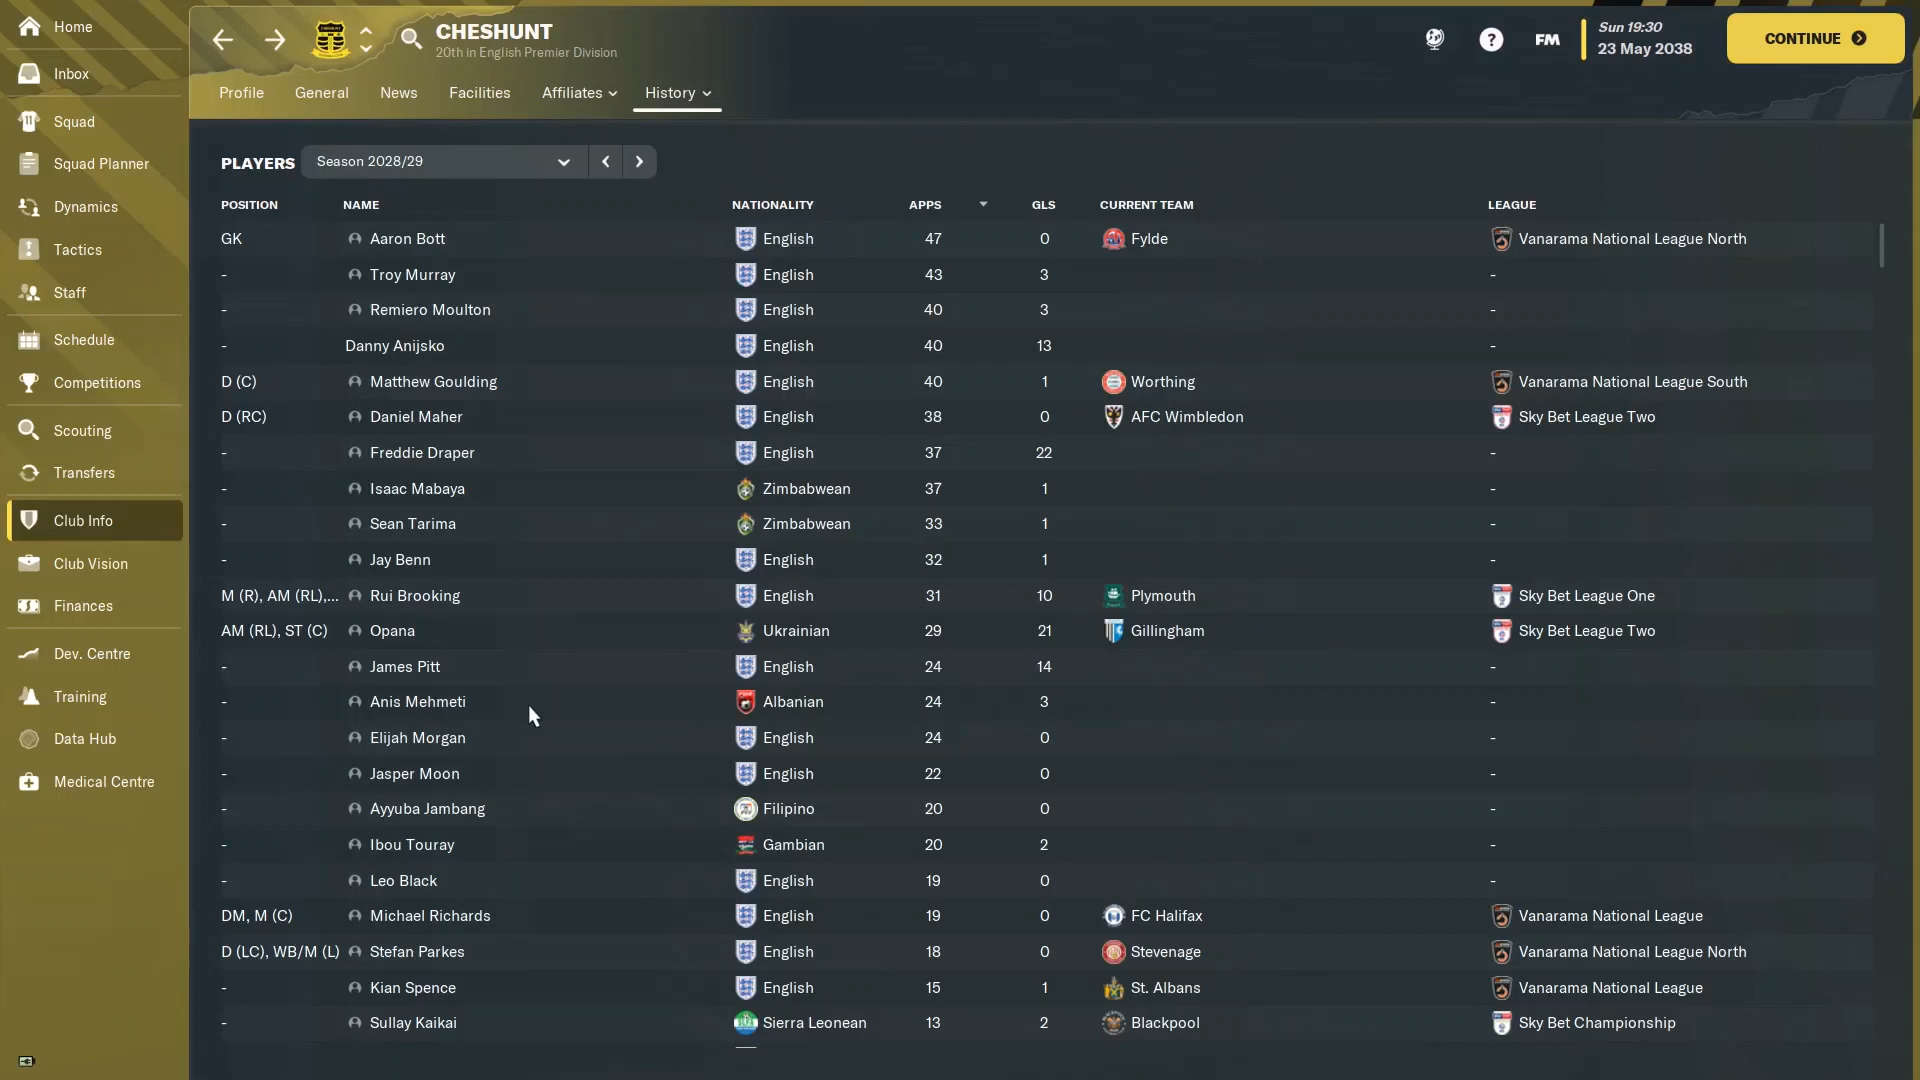 Home
Inbox
Squad
Squad Planner
Dynamics
Tactics
Staff
Schedule
Competitions
Scouting
Transfers
Club Info
Club Vision
Finances
Dev. Centre
Training
Data Hub
Medical Centre
CHESHUNT
20th in English Premier Division
? FM Sun 19:30
23 May 2038
CONTINUE
Profile General News Facilities Affiliates History
PLAYERS Season 2028/29
POSITION NAME NATIONALITY APPS GLS CURRENT TEAM LEAGUE
GK Aaron Bott English 47 0 Fylde Vanarama National League North
- Troy Murray English 43 3 -
- Remiero Moulton English 40 3 -
- Danny Anijsko English 40 13 -
D (C) Matthew Goulding English 40 1 Worthing Vanarama National League South
D (RC) Daniel Maher English 38 0 AFC Wimbledon Sky Bet League Two
- Freddie Draper English 37 22 -
- Isaac Mabaya Zimbabwean 37 1 -
- Sean Tarima Zimbabwean 33 1 -
- Jay Benn English 32 1 -
M (R), AM (RL),... Rui Brooking English 31 10 Plymouth Sky Bet League One
AM (RL), ST (C) Opana Ukrainian 29 21 Gillingham Sky Bet League Two
- James Pitt English 24 14 -
- Anis Mehmeti Albanian 24 3 -
- Elijah Morgan English 24 0 -
- Jasper Moon English 22 0 -
- Ayyuba Jambang Filipino 20 0 -
- Ibou Touray Gambian 20 2 -
- Leo Black English 19 0 -
DM, M (C) Michael Richards English 19 0 FC Halifax Vanarama National League
D (LC), WB/M (L) Stefan Parkes English 18 0 Stevenage Vanarama National League North
- Kian Spence English 15 1 St. Albans Vanarama National League
- Sullay Kaikai Sierra Leonean 13 2 Blackpool Sky Bet Championship